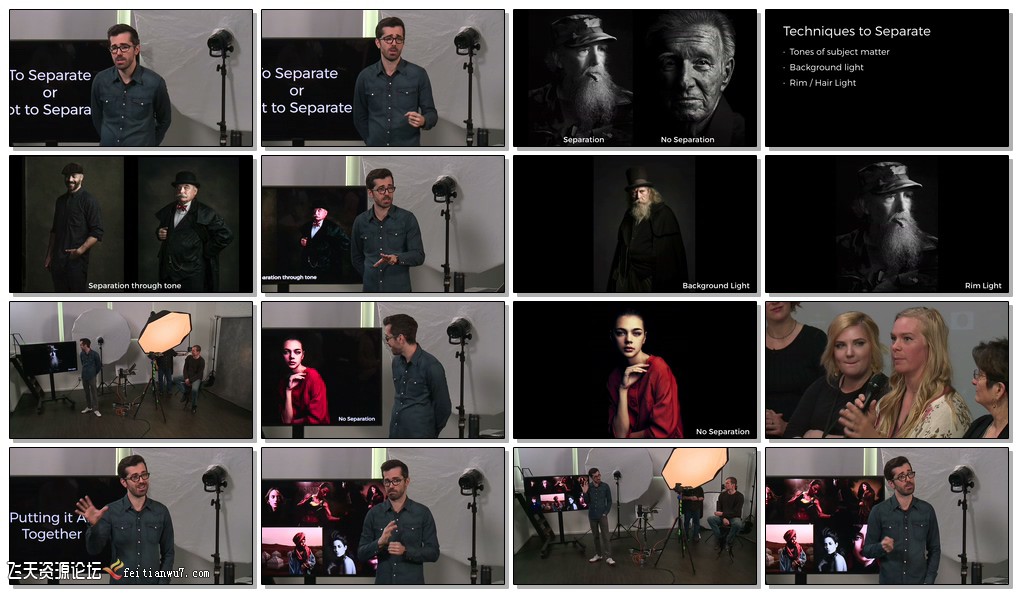 To Separate
or
ot to Separa
To Separate
or
t to Separate
Separation
No Separation
Techniques to Separate
· Tones of subject matter
· Background light
· Rim / Hair Light
Separation through tone
aration through tone
Background Light
Rim Light
No Separation
No Separation
Putting it A
Together
飞天资源论坛 feitianwu7.com